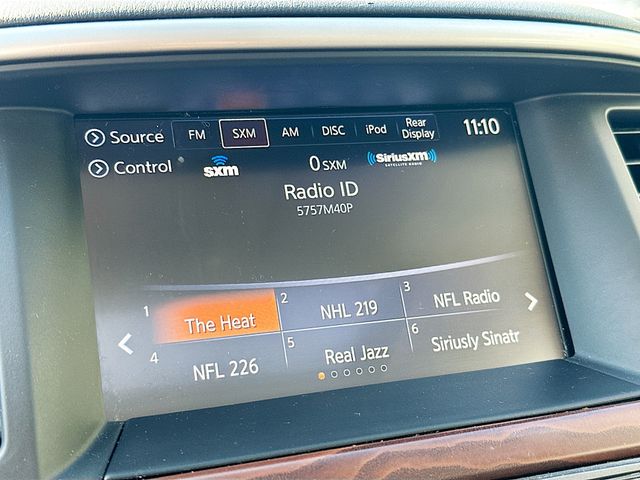 Source FM SXM AM DISC iPod Rear Display 11:10
Control sxm 0 SXM SiriusXM SATELLITE RADIO
Radio ID
5757M40P
1 The Heat 2 NHL 219 3 NFL Radio
4 NFL 226 5 Real Jazz 6 Siriusly Sinatr